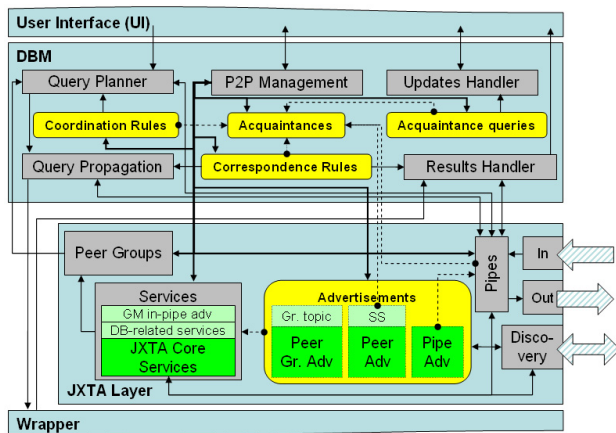 User Interface (UI)
DBM
Query Planner
P2P Management
Updates Handler
Coordination Rules
Acquaintances
Acquaintance queries
Query Propagation
Correspondence Rules
Results Handler
Peer Groups
Pipes
In
Out
Services
GM in-pipe adv
DB-related services
JXTA Core
Services
Advertisements
Gr. topic
SS
Peer
Gr. Adv
Peer
Adv
Pipe
Adv
Disco-
very
JXTA Layer
Wrapper